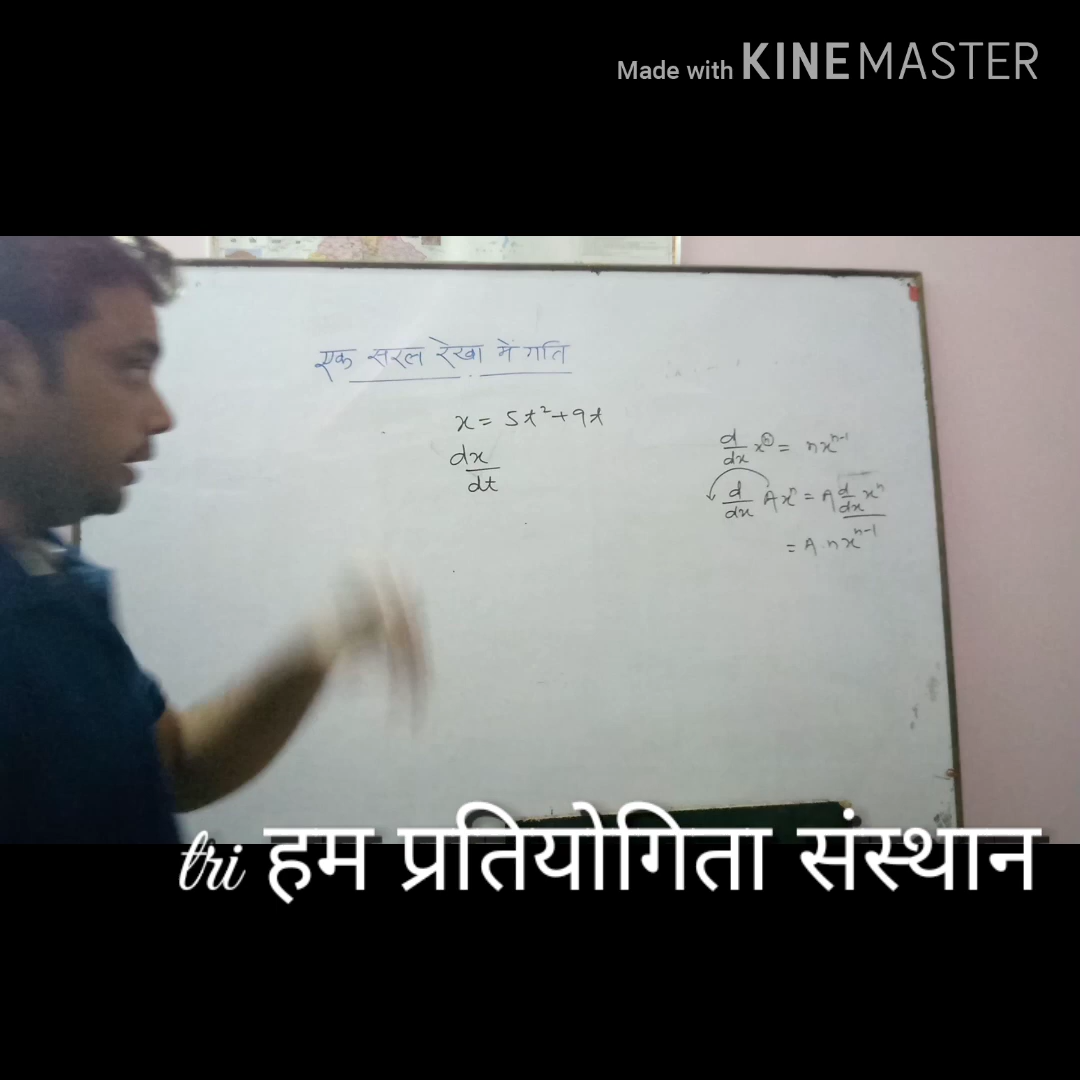 Made with KINEMASTER
एक सरल रेखा में गति
x = 5t² + 9t
dx/dt
d/dx xⁿ = nxⁿ⁻¹
d/dx Axⁿ = A d/dx xⁿ
= A.nxⁿ⁻¹
tri हम प्रतियोगिता संस्थान